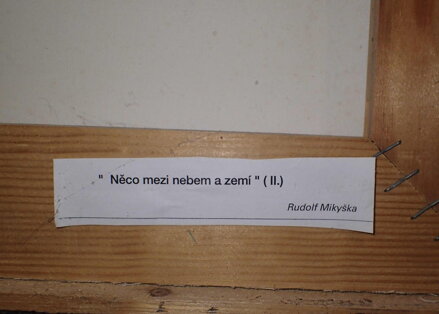 " Něco mezi nebem a zemí " ( II.)
Rudolf Mikyška